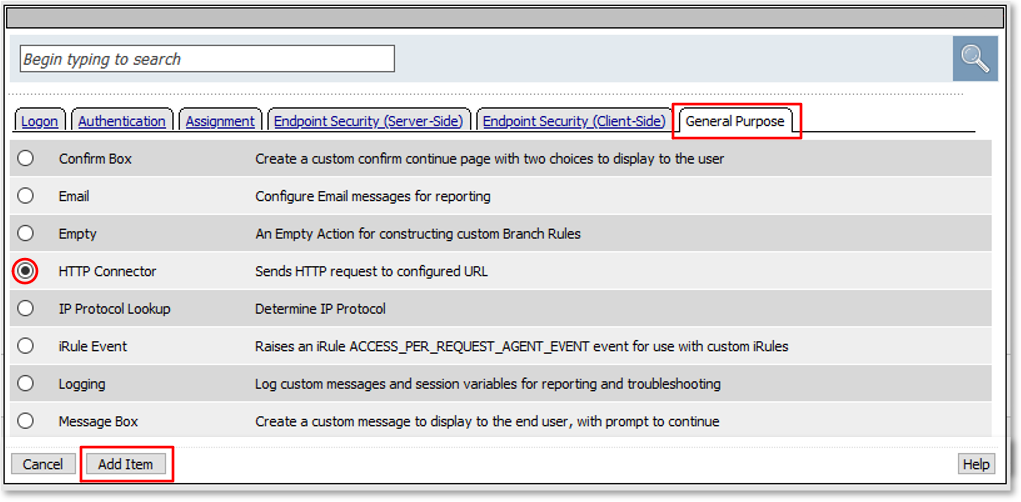 Begin typing to search
Logon Authentication Assignment Endpoint Security (Server-Side) Endpoint Security (Client-Side) General Purpose
Confirm Box Create a custom confirm continue page with two choices to display to the user
Email Configure Email messages for reporting
Empty An Empty Action for constructing custom Branch Rules
HTTP Connector Sends HTTP request to configured URL
IP Protocol Lookup Determine IP Protocol
iRule Event Raises an iRule ACCESS_PER_REQUEST_AGENT_EVENT event for use with custom iRules
Logging Log custom messages and session variables for reporting and troubleshooting
Message Box Create a custom message to display to the end user, with prompt to continue
Cancel Add Item Help